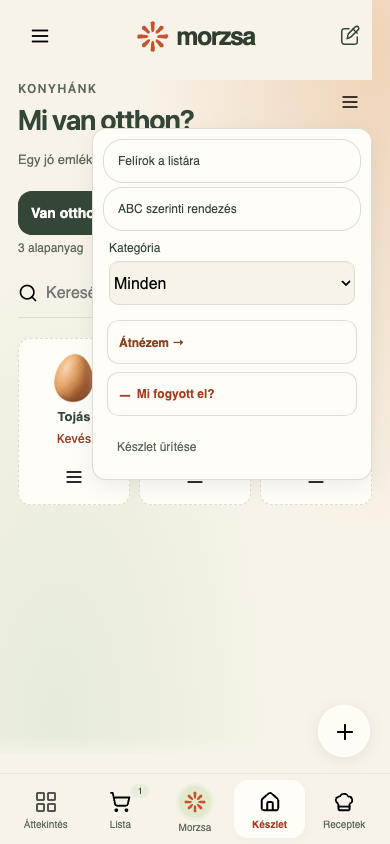 morzsa
KONYHÁNK
Mi van otthon?
Egy jó emlék
Felírok a listára
Van ottho
ABC szerinti rendezés
3 alapanyag
Kategória
Minden
Keresé
Átnézem →
— Mi fogyott el?
Tojás
Kevés
Készlet ürítése
+
1
Áttekintés
Lista
Morzsa
Készlet
Receptek